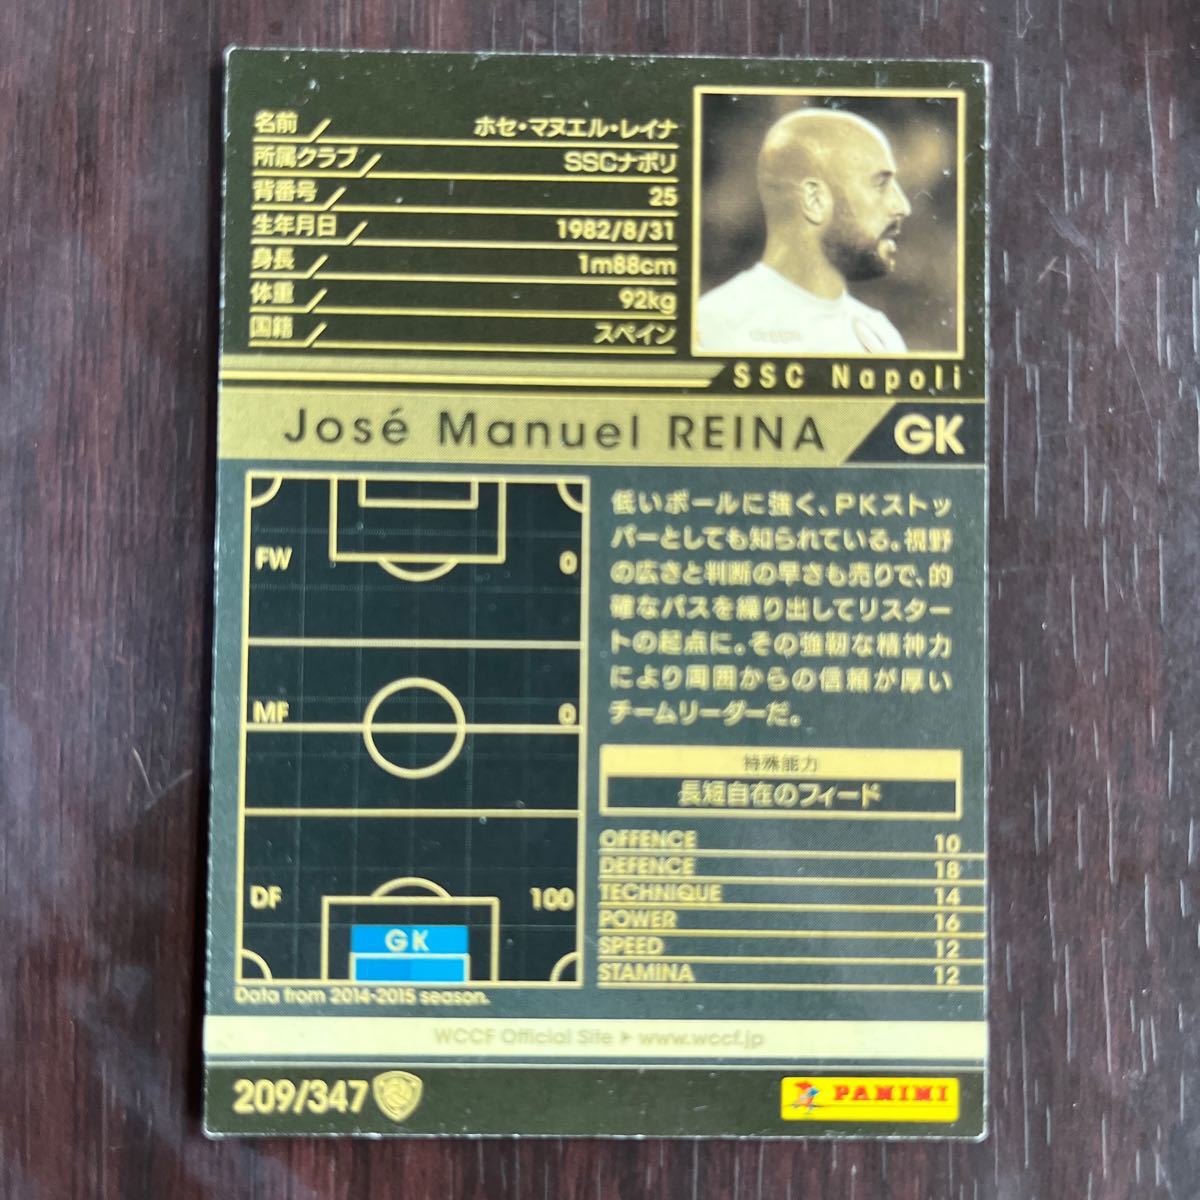 名前 ホセ・マヌエル・レイナ
所属クラブ SSCナポリ
背番号 25
生年月日 1982/8/31
身長 1m88cm
体重 92kg
国籍 スペイン
SSC Napoli
José Manuel REINA GK
低いボールに強く、PKストッ
パーとしても知られている。視野
の広さと判断の早さも売りで、的
確なパスを繰り出してリスター
トの起点に。その強靭な精神力
により周囲からの信頼が厚い
チームリーダーだ。
FW 0
MF 0
DF 100
GK
特殊能力
長短自在のフィード
OFFENCE 10
DEFENCE 18
TECHNIQUE 14
POWER 16
SPEED 12
STAMINA 12
Data from 2014-2015 season.
WCCF Official Site ▶ www.wccf.jp
209/347
PANINI